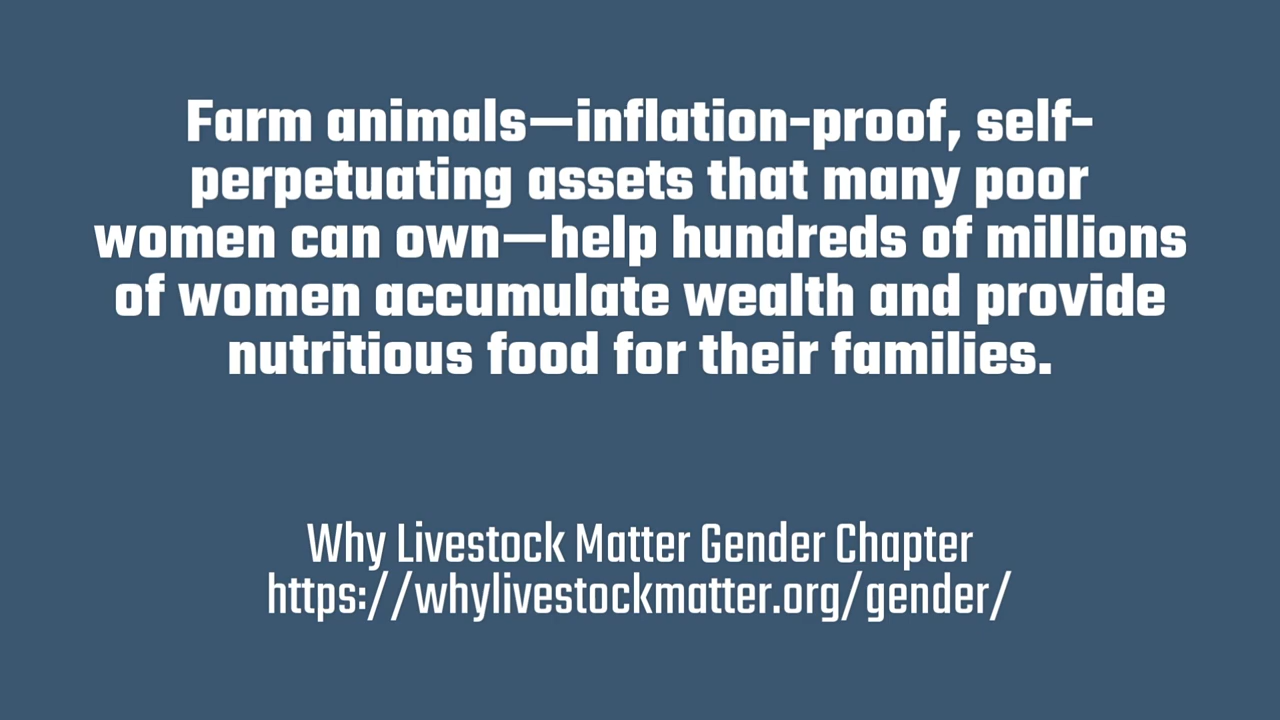 Farm animals—inflation-proof, self-
perpetuating assets that many poor
women can own—help hundreds of millions
of women accumulate wealth and provide
nutritious food for their families.
Why Livestock Matter Gender Chapter
https://whylivestockmatter.org/gender/